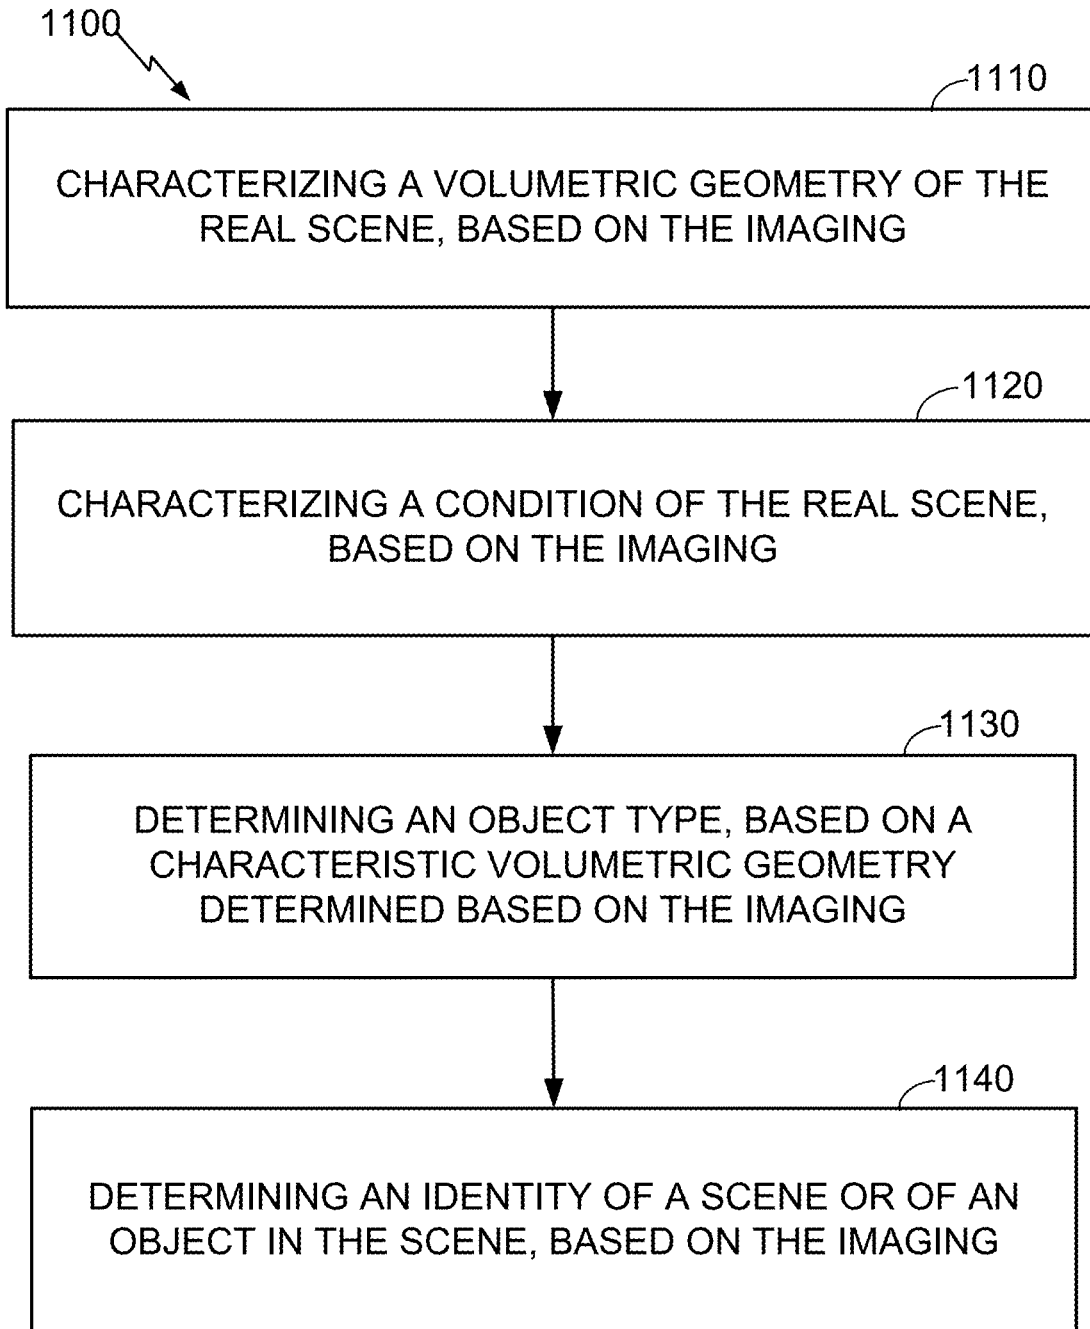 1100
1110
CHARACTERIZING A VOLUMETRIC GEOMETRY OF THE
REAL SCENE, BASED ON THE IMAGING
1120
CHARACTERIZING A CONDITION OF THE REAL SCENE,
BASED ON THE IMAGING
1130
DETERMINING AN OBJECT TYPE, BASED ON A
CHARACTERISTIC VOLUMETRIC GEOMETRY
DETERMINED BASED ON THE IMAGING
1140
DETERMINING AN IDENTITY OF A SCENE OR OF AN
OBJECT IN THE SCENE, BASED ON THE IMAGING